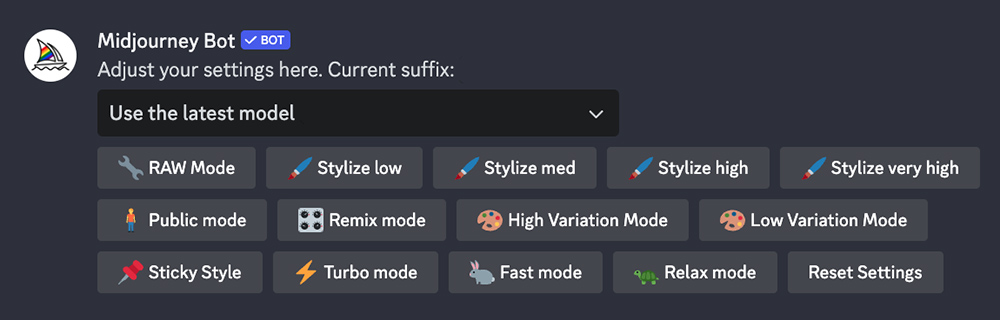 Midjourney Bot BOT
Adjust your settings here. Current suffix:
Use the latest model
RAW Mode Stylize low Stylize med Stylize high Stylize very high
Public mode Remix mode High Variation Mode Low Variation Mode
Sticky Style Turbo mode Fast mode Relax mode Reset Settings